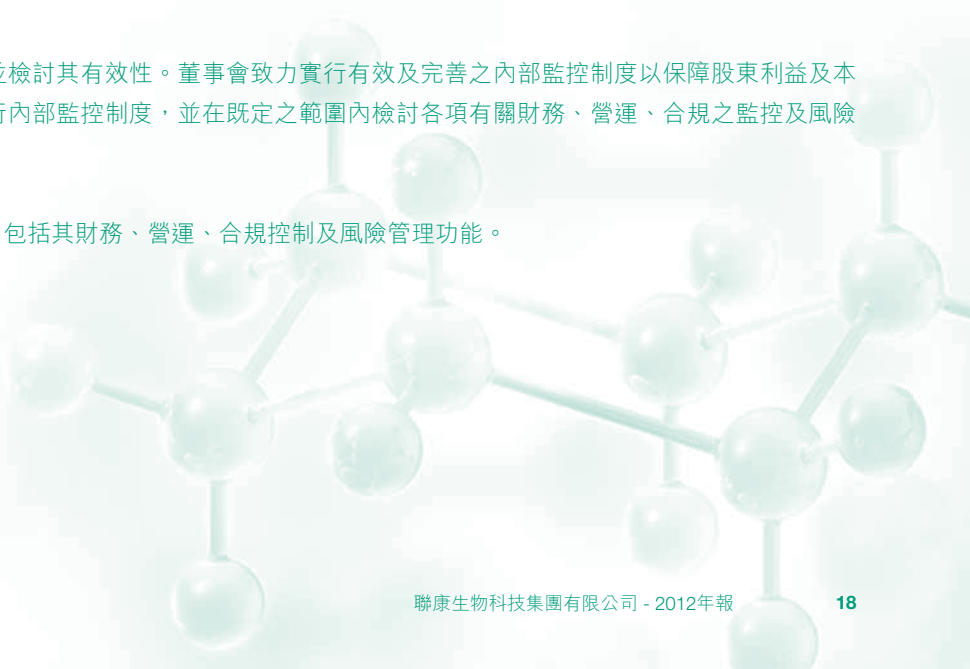 並檢討其有效性。董事會致力實行有效及完善之內部監控制度以保障股東利益及本
行內部監控制度,並在既定之範圍內檢討各項有關財務、營運、合規之監控及風險
包括其財務、營運、合規控制及風險管理功能。
聯康生物科技集團有限公司 - 2012年報 18